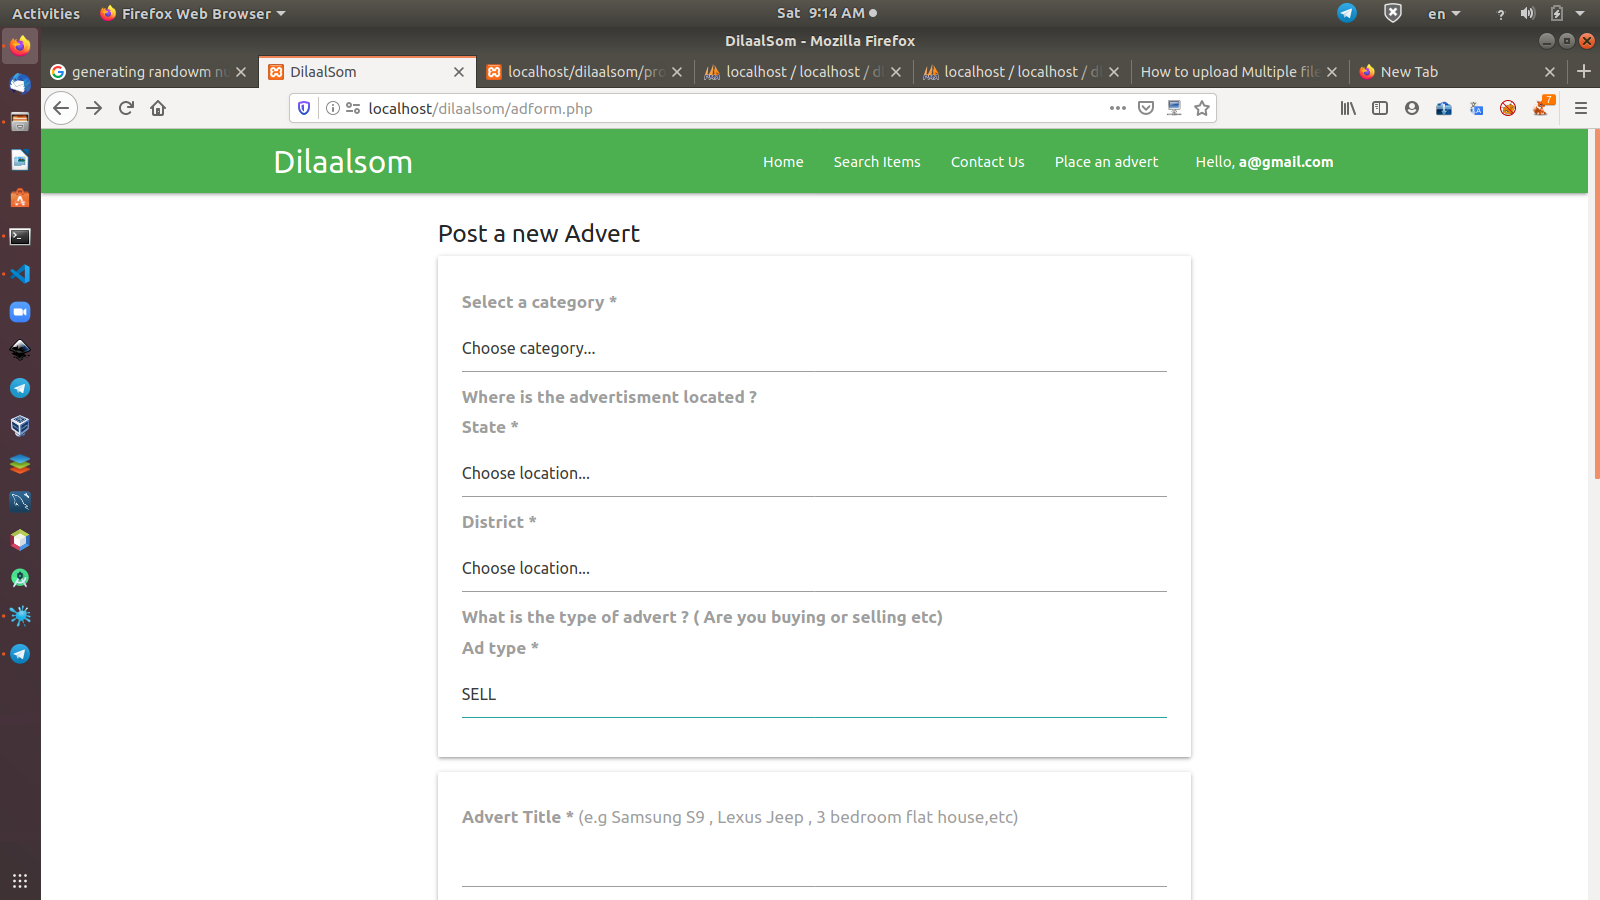 Activities Firefox Web Browser Sat 9:14 AM en ?
DilaalSom - Mozilla Firefox
generating randowm nu DilaalSom localhost/dilaalsom/pro localhost / localhost / d localhost / localhost / d How to upload Multiple file New Tab
localhost/dilaalsom/adform.php 7
Dilaalsom Home Search Items Contact Us Place an advert Hello, a@gmail.com
Post a new Advert
Select a category *
Choose category...
Where is the advertisment located ?
State *
Choose location...
District *
Choose location...
What is the type of advert ? ( Are you buying or selling etc)
Ad type *
SELL
Advert Title * (e.g Samsung S9 , Lexus Jeep , 3 bedroom flat house,etc)